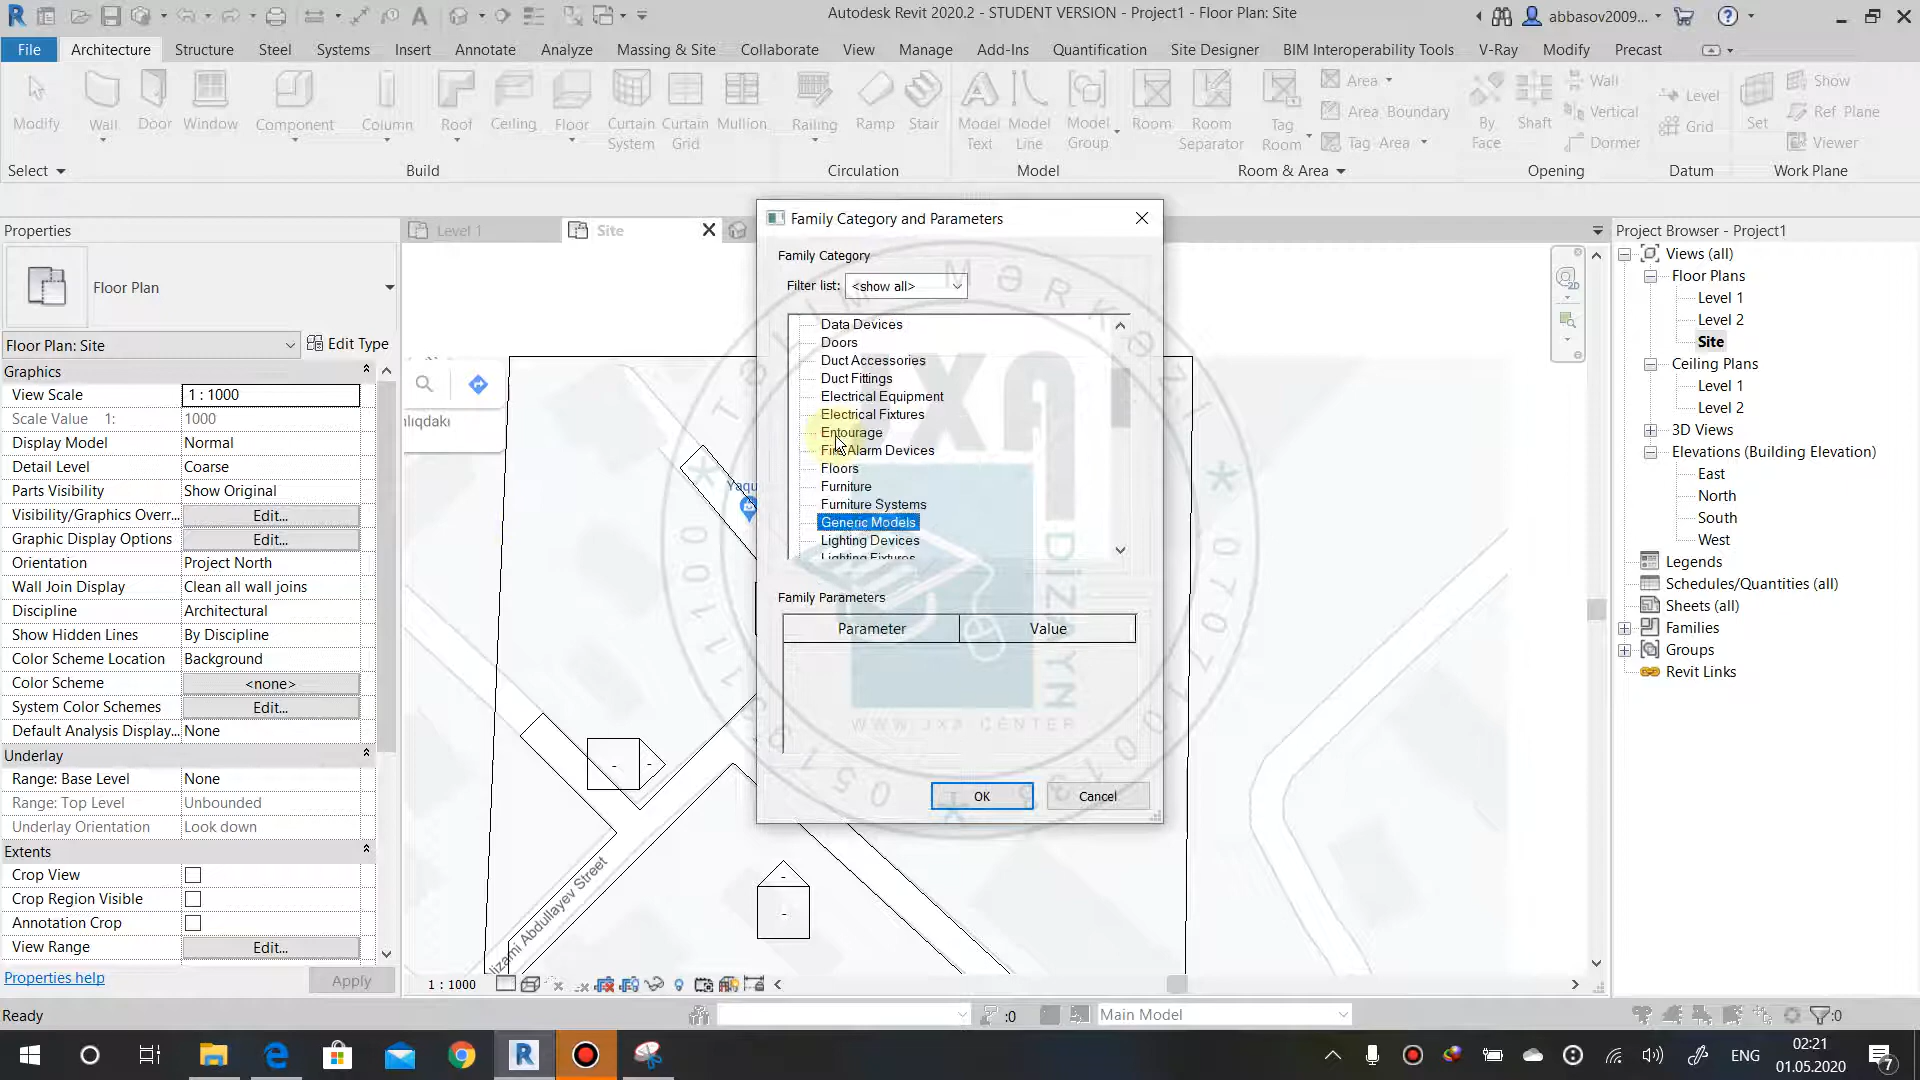 Autodesk Revit 2020.2 - STUDENT VERSION - Project1 - Floor Plan: Site
abbasov2009...
File Architecture Structure Steel Systems Insert Annotate Analyze Massing & Site Collaborate View Manage Add-Ins Quantification Site Designer BIM Interoperability Tools V-Ray Modify Precast
Modify Wall Door Window Component Column Roof Ceiling Floor Curtain System Curtain Grid Mullion Railing Ramp Stair Model Text Model Line Model Group Room Room Separator Tag Room Area Area Boundary Tag Area By Face Shaft Wall Vertical Dormer Level Grid Set Show Ref Plane Viewer
Select Build Circulation Model Room & Area Opening Datum Work Plane
Properties
Floor Plan
Floor Plan: Site Edit Type
Graphics
View Scale 1 : 1000
Scale Value 1: 1000
Display Model Normal
Detail Level Coarse
Parts Visibility Show Original
Visibility/Graphics Overr... Edit...
Graphic Display Options Edit...
Orientation Project North
Wall Join Display Clean all wall joins
Discipline Architectural
Show Hidden Lines By Discipline
Color Scheme Location Background
Color Scheme <none>
System Color Schemes Edit...
Default Analysis Display... None
Underlay
Range: Base Level None
Range: Top Level Unbounded
Underlay Orientation Look down
Extents
Crop View
Crop Region Visible
Annotation Crop
View Range Edit...
Properties help Apply
Level 1 Site
Nizami Abdullayev Street
Family Category and Parameters
Family Category
Filter list: <show all>
Data Devices
Doors
Duct Accessories
Duct Fittings
Electrical Equipment
Electrical Fixtures
Entourage
Fire Alarm Devices
Floors
Furniture
Furniture Systems
Generic Models
Lighting Devices
Lighting Fixtures
Family Parameters
Parameter Value
OK Cancel
DİZAYN
WWW.JXA.CENTER
Project Browser - Project1
Views (all)
Floor Plans
Level 1
Level 2
Site
Ceiling Plans
Level 1
Level 2
3D Views
Elevations (Building Elevation)
East
North
South
West
Legends
Schedules/Quantities (all)
Sheets (all)
Families
Groups
Revit Links
1 : 1000
Ready :0 Main Model :0
ENG 02:21
01.05.2020
7